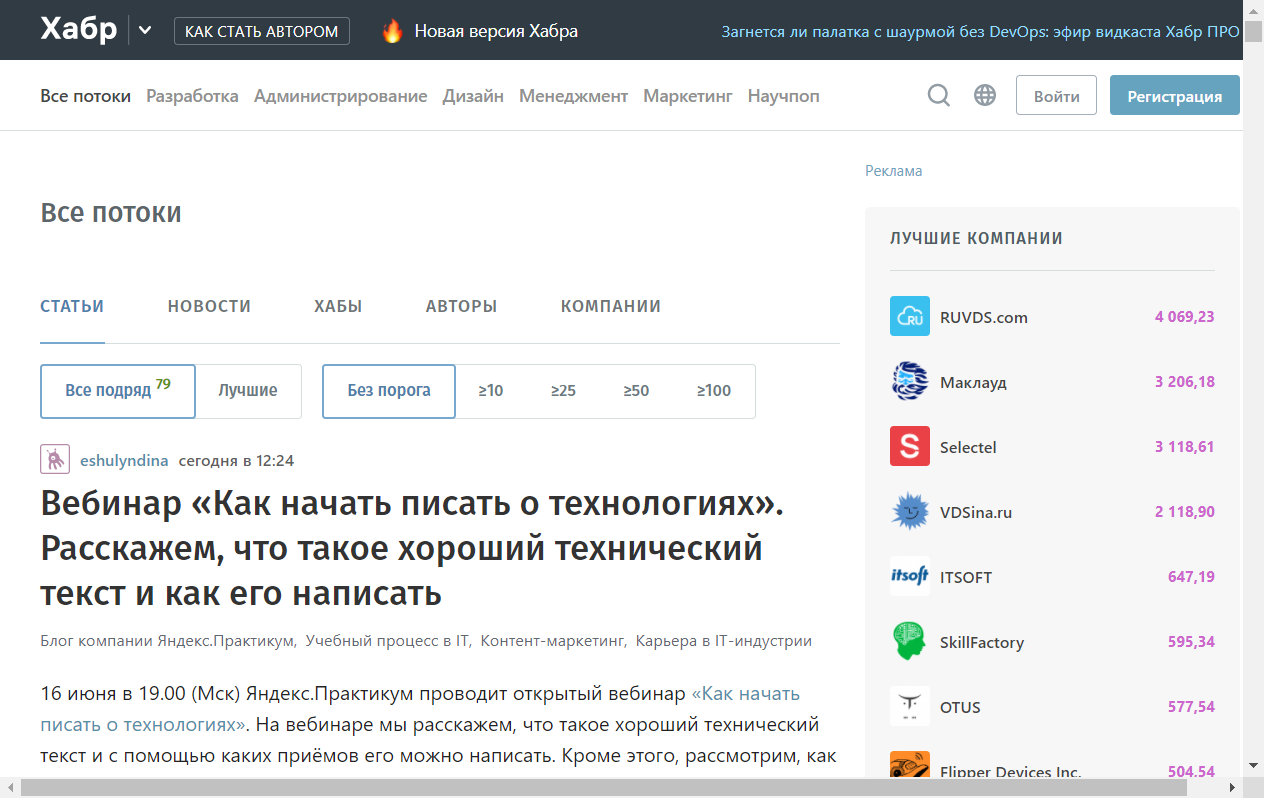 Хабр
КАК СТАТЬ АВТОРОМ
Новая версия Хабра
Загнется ли палатка с шаурмой без DevOps: эфир видкаста Хабр ПРО
Все потоки Разработка Администрирование Дизайн Менеджмент Маркетинг Научпоп
Войти
Регистрация
Реклама
Все потоки
СТАТЬИ НОВОСТИ ХАБЫ АВТОРЫ КОМПАНИИ
Все подряд 79 Лучшие
Без порога ≥10 ≥25 ≥50 ≥100
eshulyndina сегодня в 12:24
Вебинар «Как начать писать о технологиях».
Расскажем, что такое хороший технический
текст и как его написать
Блог компании Яндекс.Практикум, Учебный процесс в IT, Контент-маркетинг, Карьера в IT-индустрии
16 июня в 19.00 (Мск) Яндекс.Практикум проводит открытый вебинар «Как начать
писать о технологиях». На вебинаре мы расскажем, что такое хороший технический
текст и с помощью каких приёмов его можно написать. Кроме этого, рассмотрим, как
ЛУЧШИЕ КОМПАНИИ
RU RUVDS.com 4 069,23
Маклауд 3 206,18
S Selectel 3 118,61
VDSina.ru 2 118,90
itsoft ITSOFT 647,19
SkillFactory 595,34
OTUS 577,54
Flipper Devices Inc. 504,54